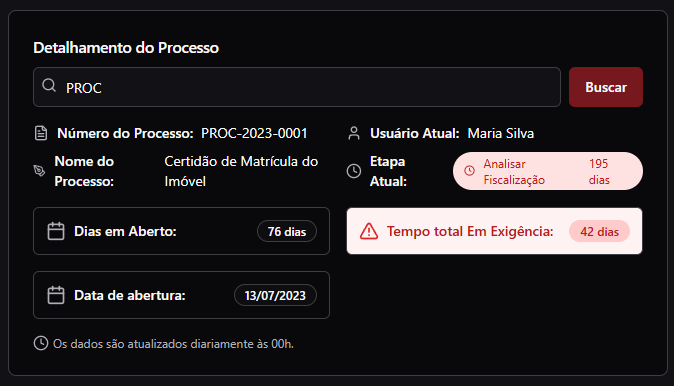 Detalhamento do Processo
PROC
Buscar
Número do Processo: PROC-2023-0001
Usuário Atual: Maria Silva
Nome do Processo: Certidão de Matrícula do Imóvel
Etapa Atual: Analisar Fiscalização 195 dias
Dias em Aberto: 76 dias
Tempo total Em Exigência: 42 dias
Data de abertura: 13/07/2023
Os dados são atualizados diariamente às 00h.